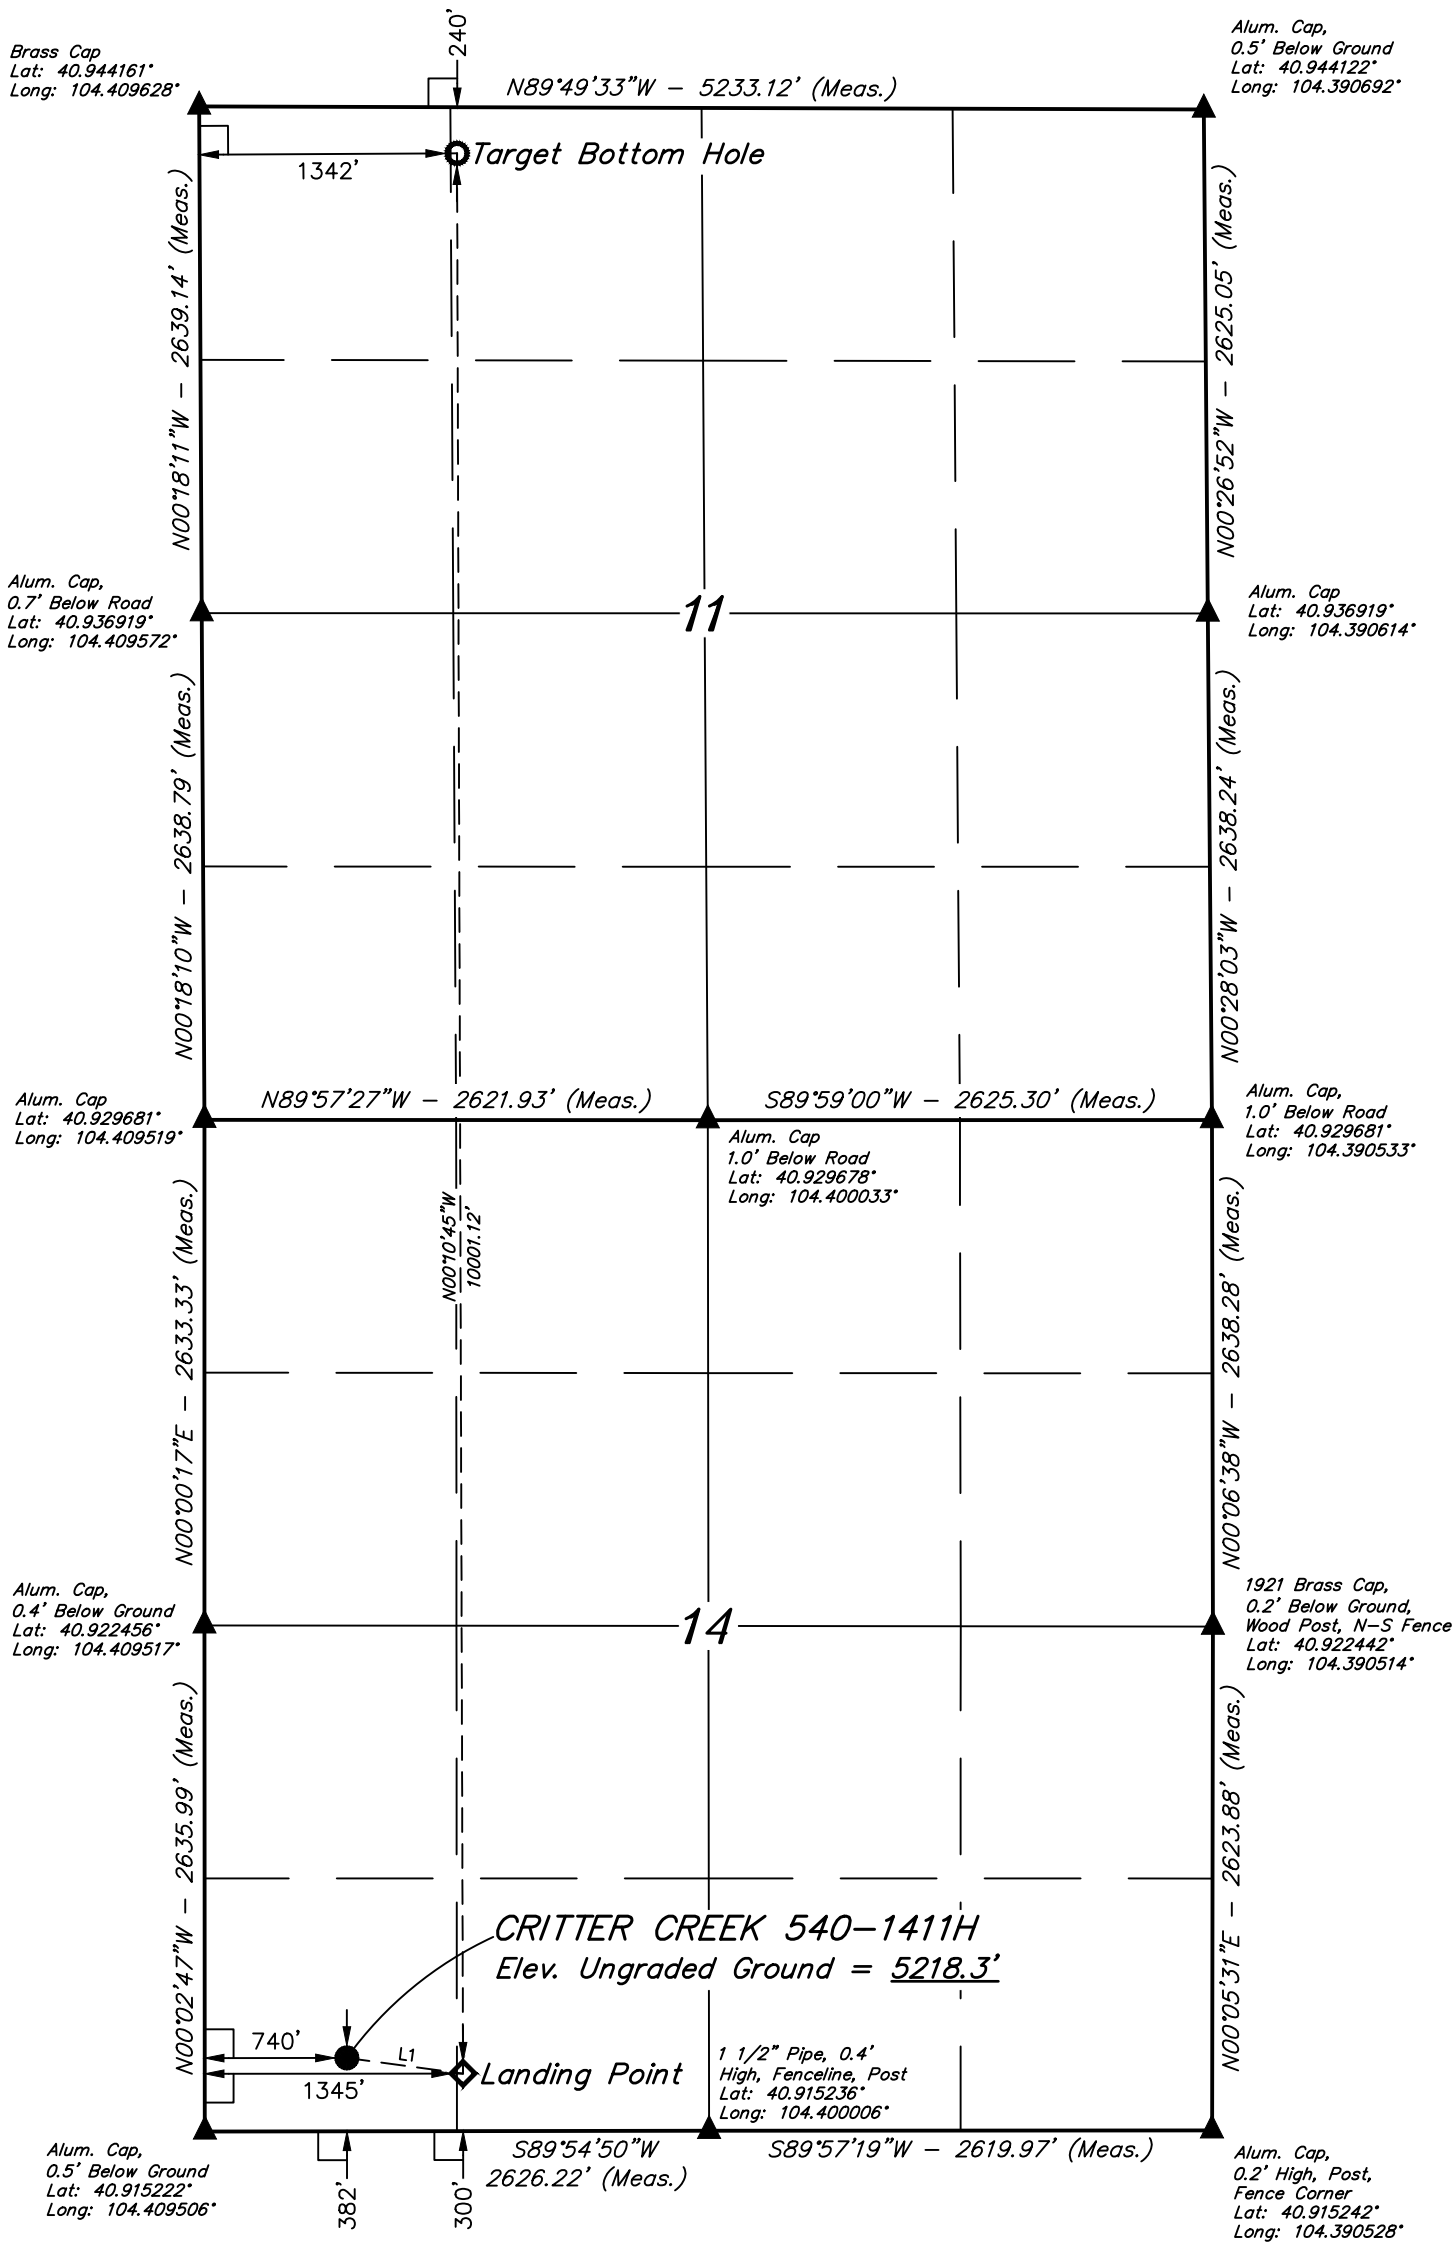 240'
Brass Cap
Lat: 40.944161°
Long: 104.409628°
N89°49'33"W - 5233.12' (Meas.)
Alum. Cap,
0.5' Below Ground
Lat: 40.944122°
Long: 104.390692°
Target Bottom Hole
1342'
N00°18'11"W - 2639.14' (Meas.)
N00°26'52"W - 2625.05' (Meas.)
Alum. Cap,
0.7' Below Road
Lat: 40.936919°
Long: 104.409572°
11
Alum. Cap
Lat: 40.936919°
Long: 104.390614°
N00°18'10"W - 2638.79' (Meas.)
N00°28'03"W - 2638.24' (Meas.)
Alum. Cap
Lat: 40.929681°
Long: 104.409519°
N89°57'27"W - 2621.93' (Meas.)
S89°59'00"W - 2625.30' (Meas.)
Alum. Cap,
1.0' Below Road
Lat: 40.929681°
Long: 104.390533°
Alum. Cap
1.0' Below Road
Lat: 40.929678°
Long: 104.400033°
N00°10'45"W
10001.12'
N00°00'17"E - 2633.33' (Meas.)
N00°06'38"W - 2638.28' (Meas.)
Alum. Cap,
0.4' Below Ground
Lat: 40.922456°
Long: 104.409517°
14
1921 Brass Cap,
0.2' Below Ground,
Wood Post, N-S Fence
Lat: 40.922442°
Long: 104.390514°
N00°02'47"W - 2635.99' (Meas.)
N00°05'31"E - 2623.88' (Meas.)
CRITTER CREEK 540-1411H
Elev. Ungraded Ground = 5218.3'
740'
L1
Landing Point
1345'
1 1/2" Pipe, 0.4'
High, Fenceline, Post
Lat: 40.915236°
Long: 104.400006°
Alum. Cap,
0.5' Below Ground
Lat: 40.915222°
Long: 104.409506°
382'
300'
S89°54'50"W
2626.22' (Meas.)
S89°57'19"W - 2619.97' (Meas.)
Alum. Cap,
0.2' High, Post,
Fence Corner
Lat: 40.915242°
Long: 104.390528°